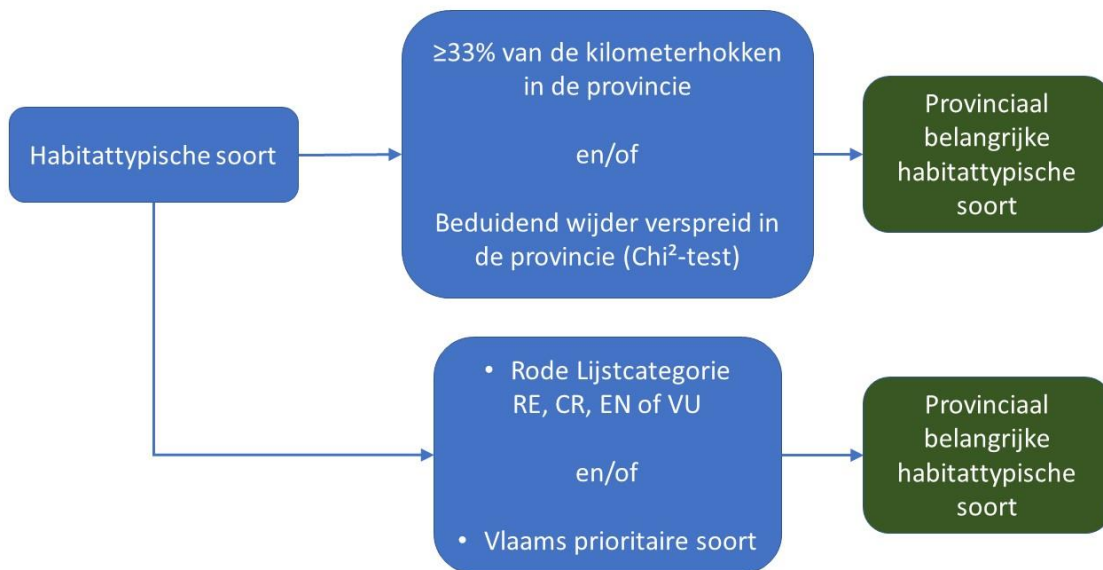 Habitattypische soort
≥33% van de kilometerhokken
in de provincie
en/of
Beduidend wijder verspreid in
de provincie (Chi²-test)
Provinciaal
belangrijke
habitattypische
soort
• Rode Lijstcategorie
RE, CR, EN of VU
en/of
• Vlaams prioritaire soort
Provinciaal
belangrijke
habitattypische
soort